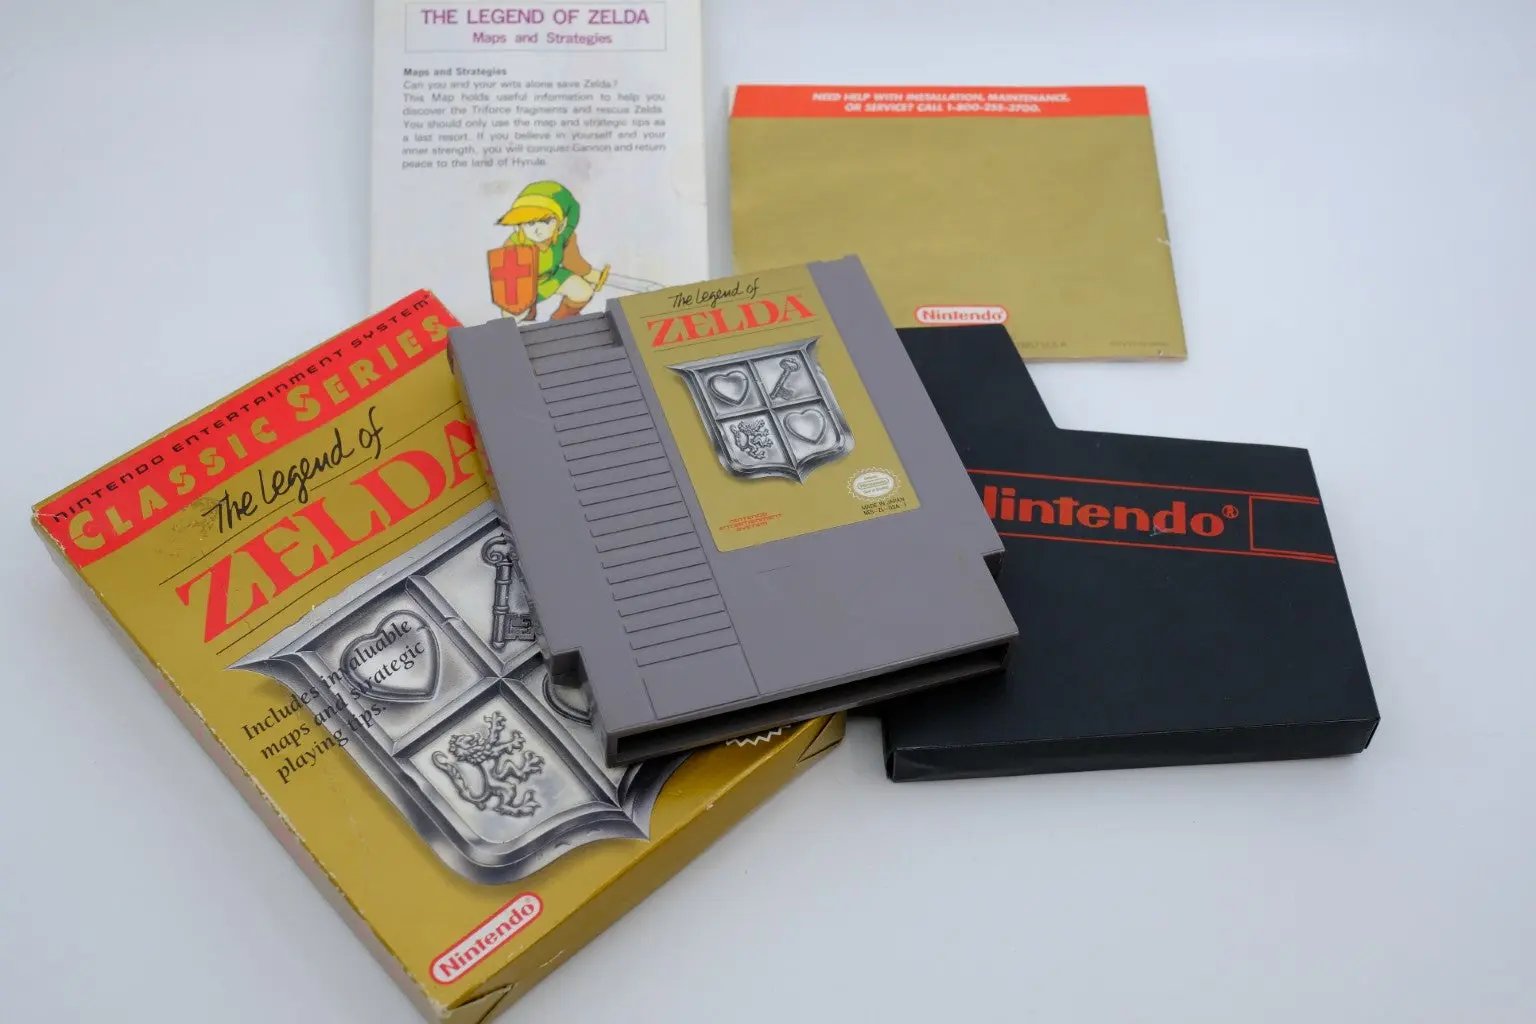 THE LEGEND OF ZELDA
Maps and Strategies
Maps and Strategies
Can you and your wits alone save Zelda?
This Map holds useful information to help you
discover the Triforce fragments and rescue Zelda.
You should only use the map and strategic tips as
a last resort. If you believe in yourself and your
inner strength, you will conquer Gannon and return
peace to the land of Hyrule.
NEED HELP WITH INSTALLATION, MAINTENANCE,
OR SERVICE? CALL 1-800-255-3700.
Nintendo
NINTENDO ENTERTAINMENT SYSTEM
CLASSIC SERIES
The Legend of
ZELDA
Includes invaluable
maps and strategic
playing tips.
Nintendo
The Legend of
ZELDA
NINTENDO
ENTERTAINMENT
SYSTEM
MADE IN JAPAN
Nintendo®